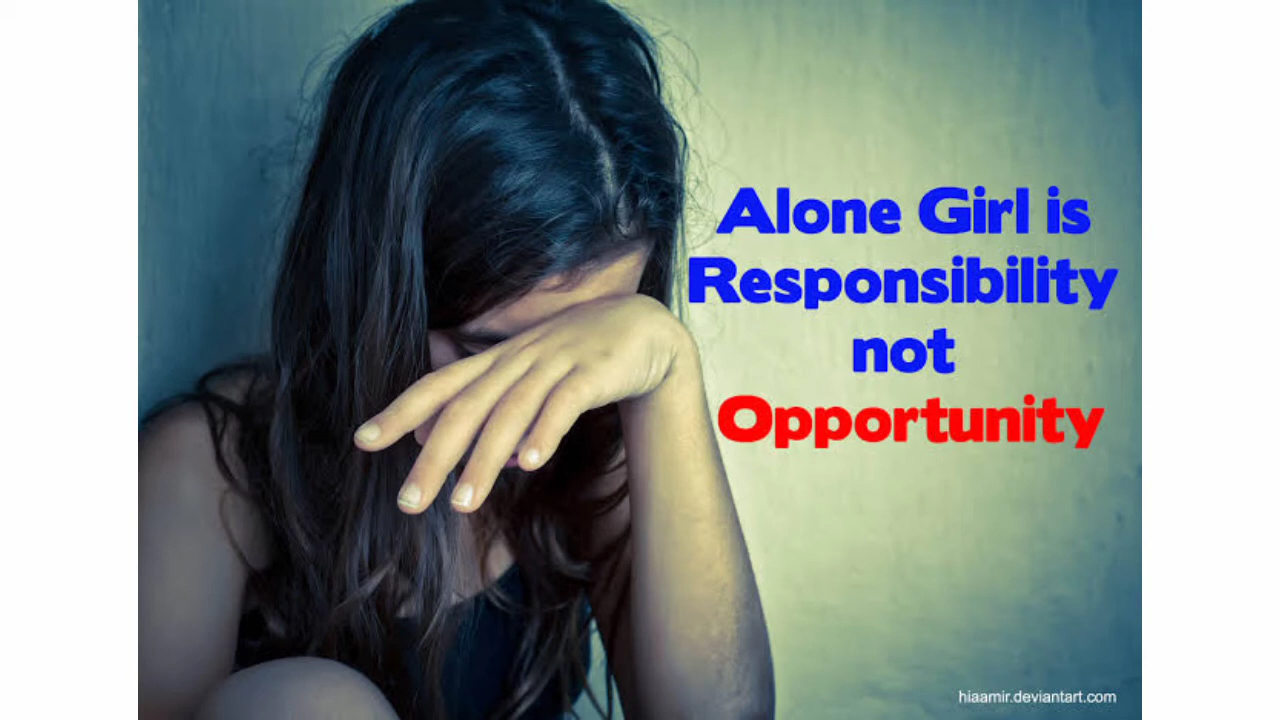 Alone Girl is
Responsibility
not
Opportunity
hiaamir.deviantart.com